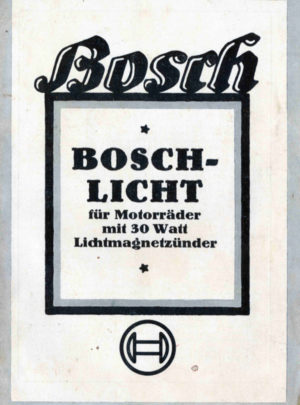 Bosch
BOSCH-
LICHT
für Motorräder
mit 30 Watt
Lichtmagnetzünder